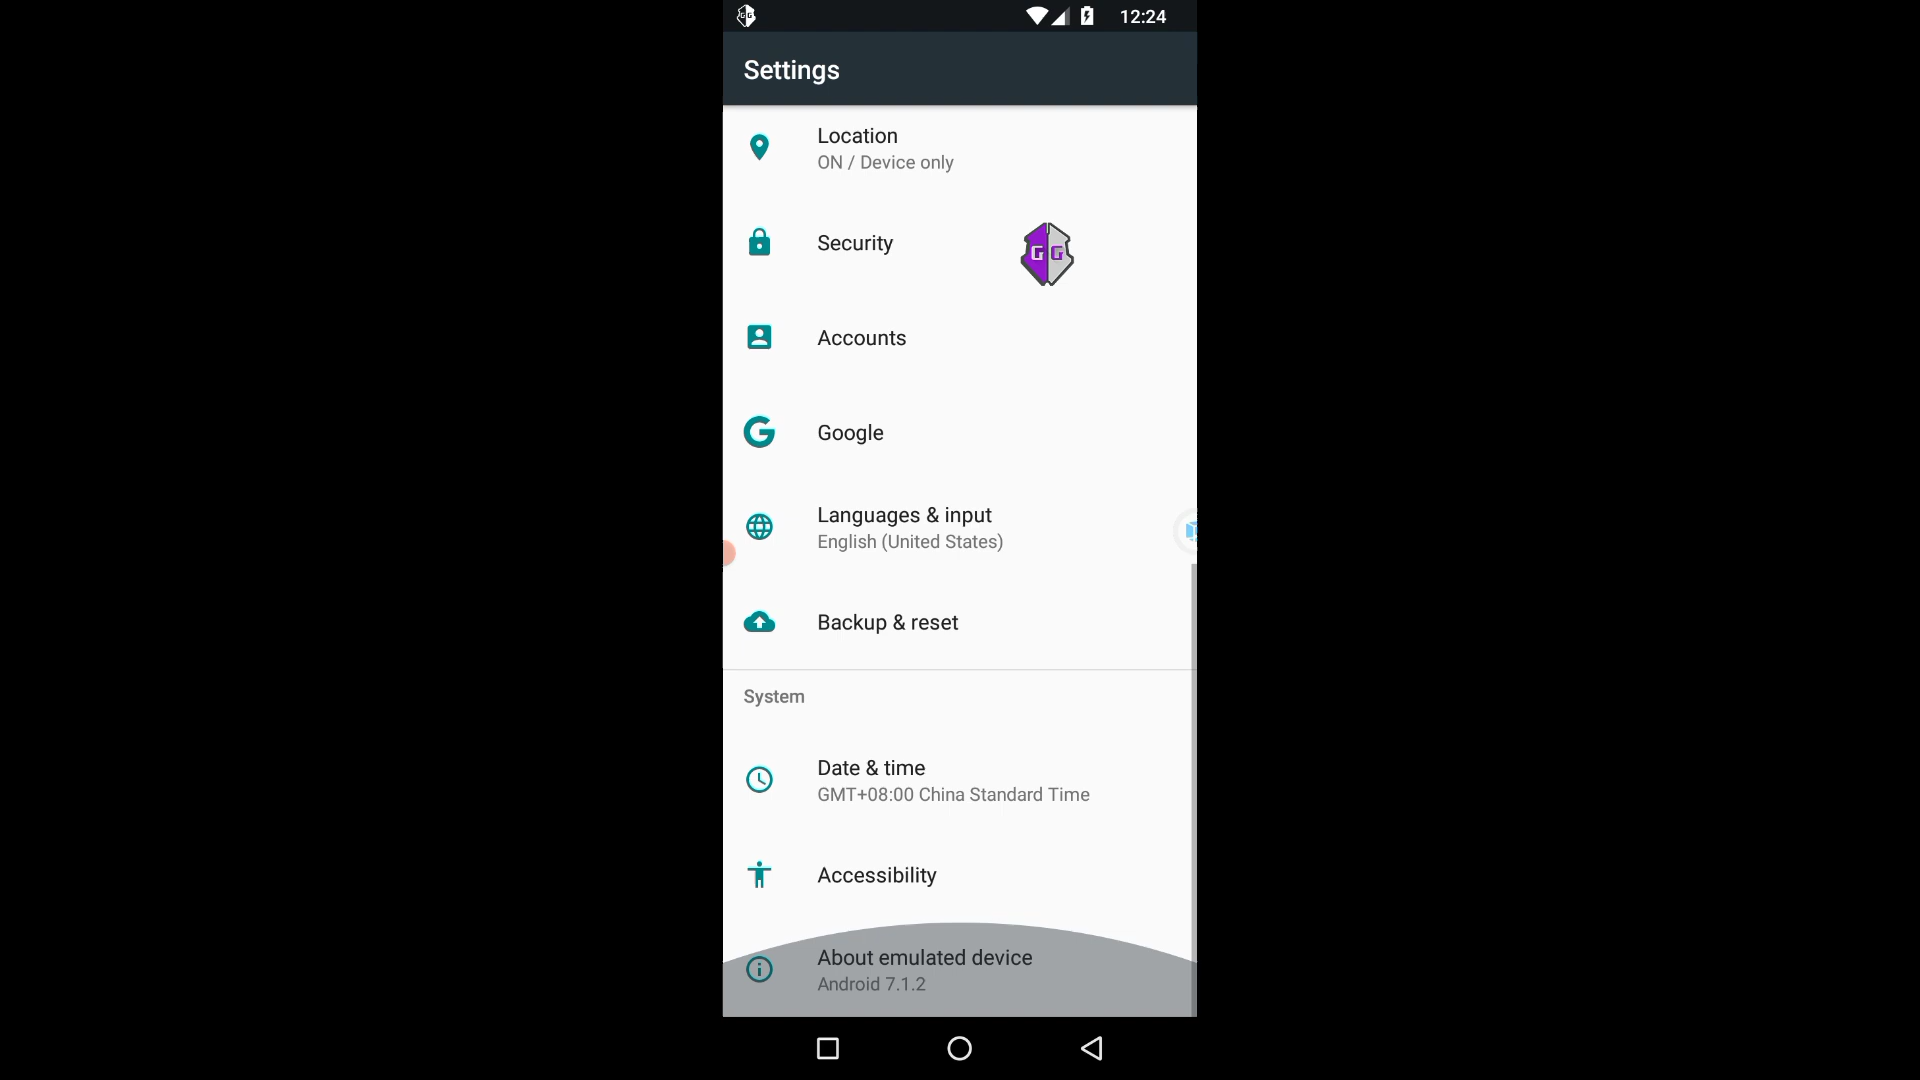 12:24
Settings
Location
ON / Device only
Security
GG
Accounts
Google
Languages & input
English (United States)
Backup & reset
System
Date & time
GMT+08:00 China Standard Time
Accessibility
About emulated device
Android 7.1.2